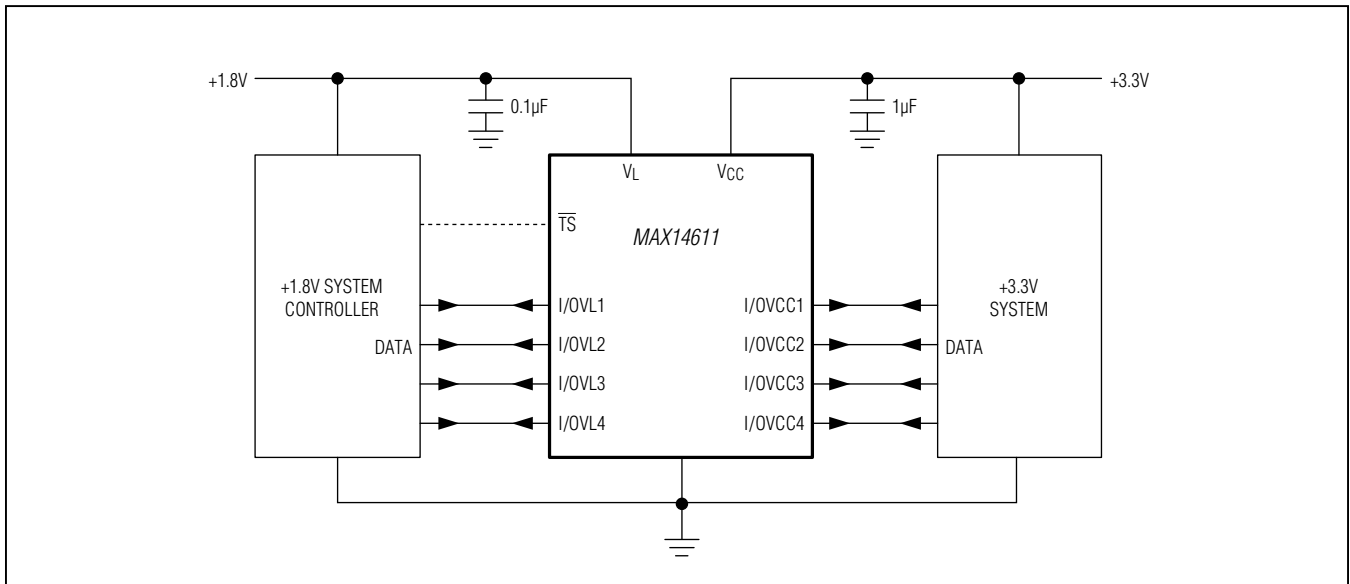 +1.8V
0.1µF
1µF
+3.3V
VL
VCC
TS
MAX14611
+1.8V SYSTEM
CONTROLLER
DATA
I/OVL1
I/OVL2
I/OVL3
I/OVL4
I/OVCC1
I/OVCC2
I/OVCC3
I/OVCC4
+3.3V
SYSTEM
DATA